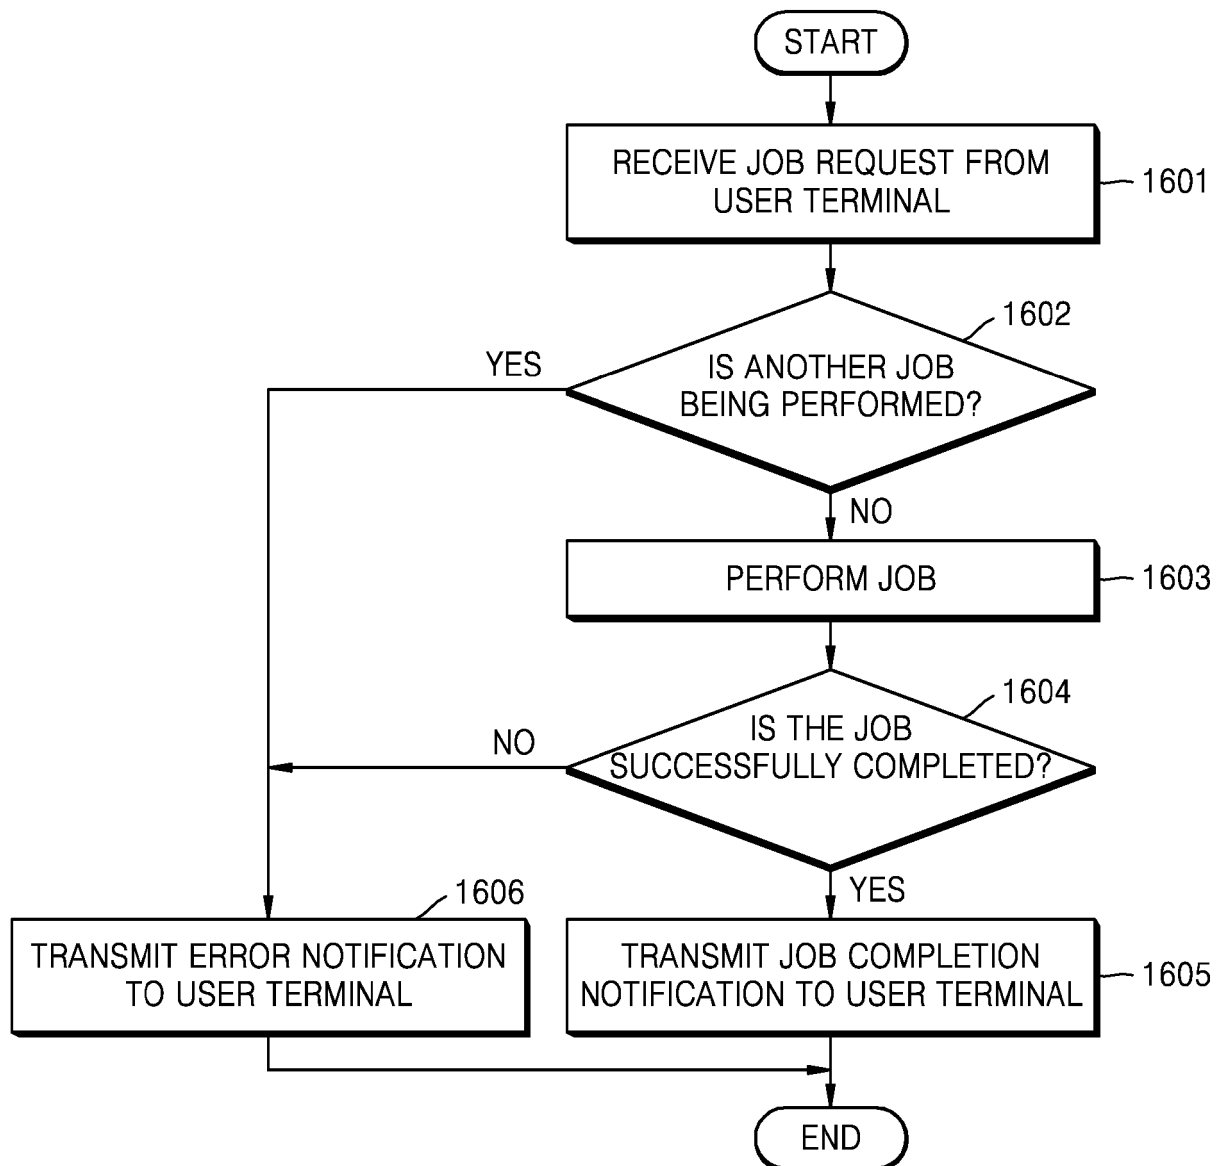 START
RECEIVE JOB REQUEST FROM
USER TERMINAL
1601
1602
IS ANOTHER JOB
BEING PERFORMED?
YES
NO
PERFORM JOB
1603
1604
IS THE JOB
SUCCESSFULLY COMPLETED?
NO
YES
1606
TRANSMIT ERROR NOTIFICATION
TO USER TERMINAL
TRANSMIT JOB COMPLETION
NOTIFICATION TO USER TERMINAL
1605
END